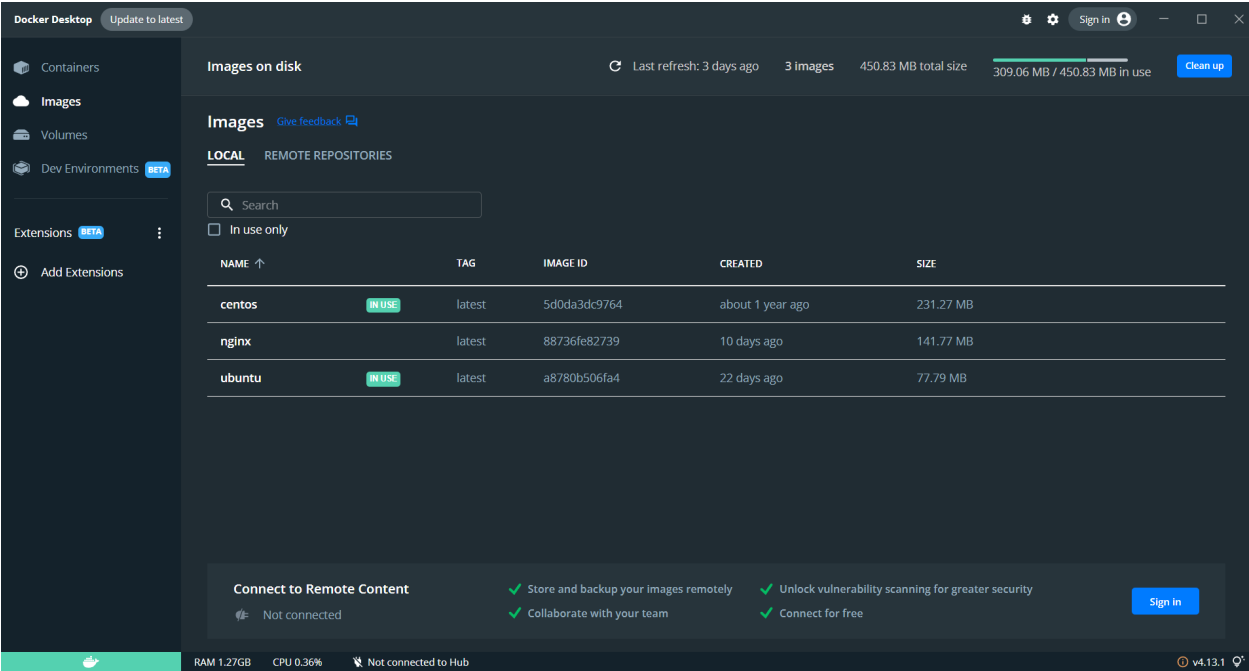 Docker Desktop Update to latest Sign in
Containers
Images
Volumes
Dev Environments BETA
Extensions BETA
Add Extensions
Images on disk Last refresh: 3 days ago 3 images 450.83 MB total size 309.06 MB / 450.83 MB in use Clean up
Images Give feedback
LOCAL REMOTE REPOSITORIES
Search
In use only
NAME TAG IMAGE ID CREATED SIZE
centos IN USE latest 5d0da3dc9764 about 1 year ago 231.27 MB
nginx latest 88736fe82739 10 days ago 141.77 MB
ubuntu IN USE latest a8780b506fa4 22 days ago 77.79 MB
Connect to Remote Content
Not connected
Store and backup your images remotely
Collaborate with your team
Unlock vulnerability scanning for greater security
Connect for free
Sign in
RAM 1.27GB CPU 0.36% Not connected to Hub v4.13.1